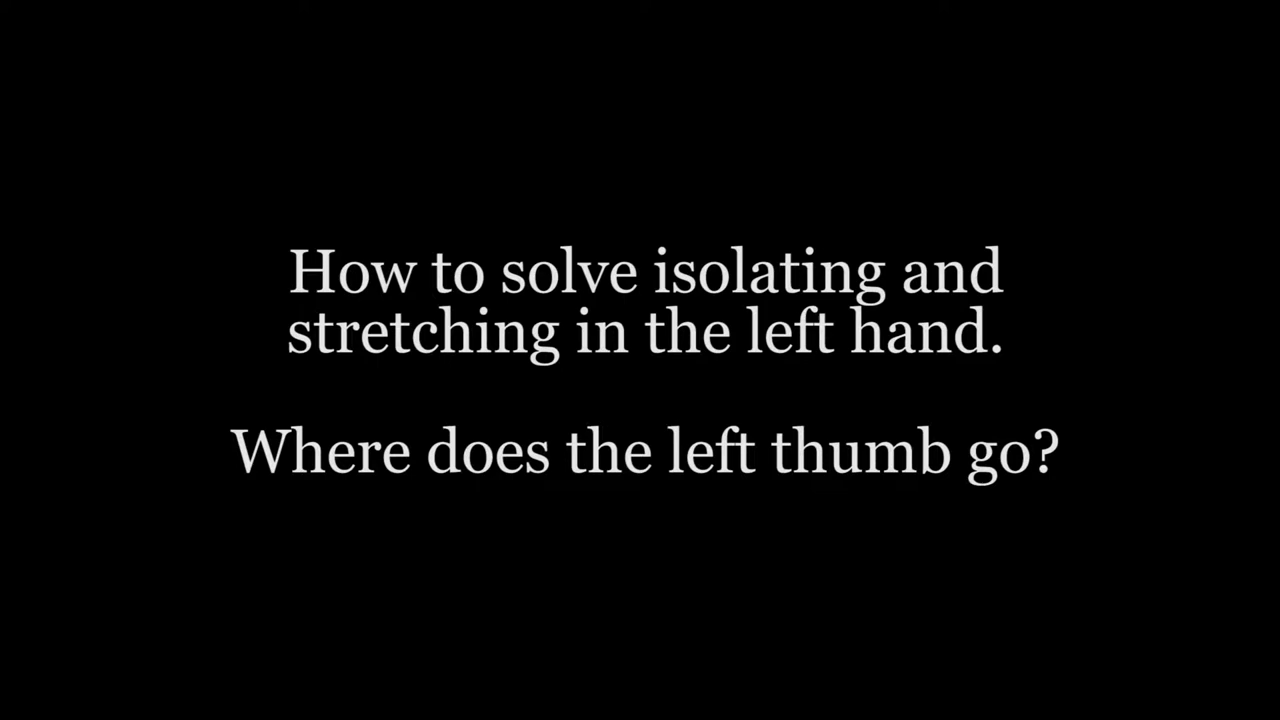 How to solve isolating and
stretching in the left hand.
Where does the left thumb go?